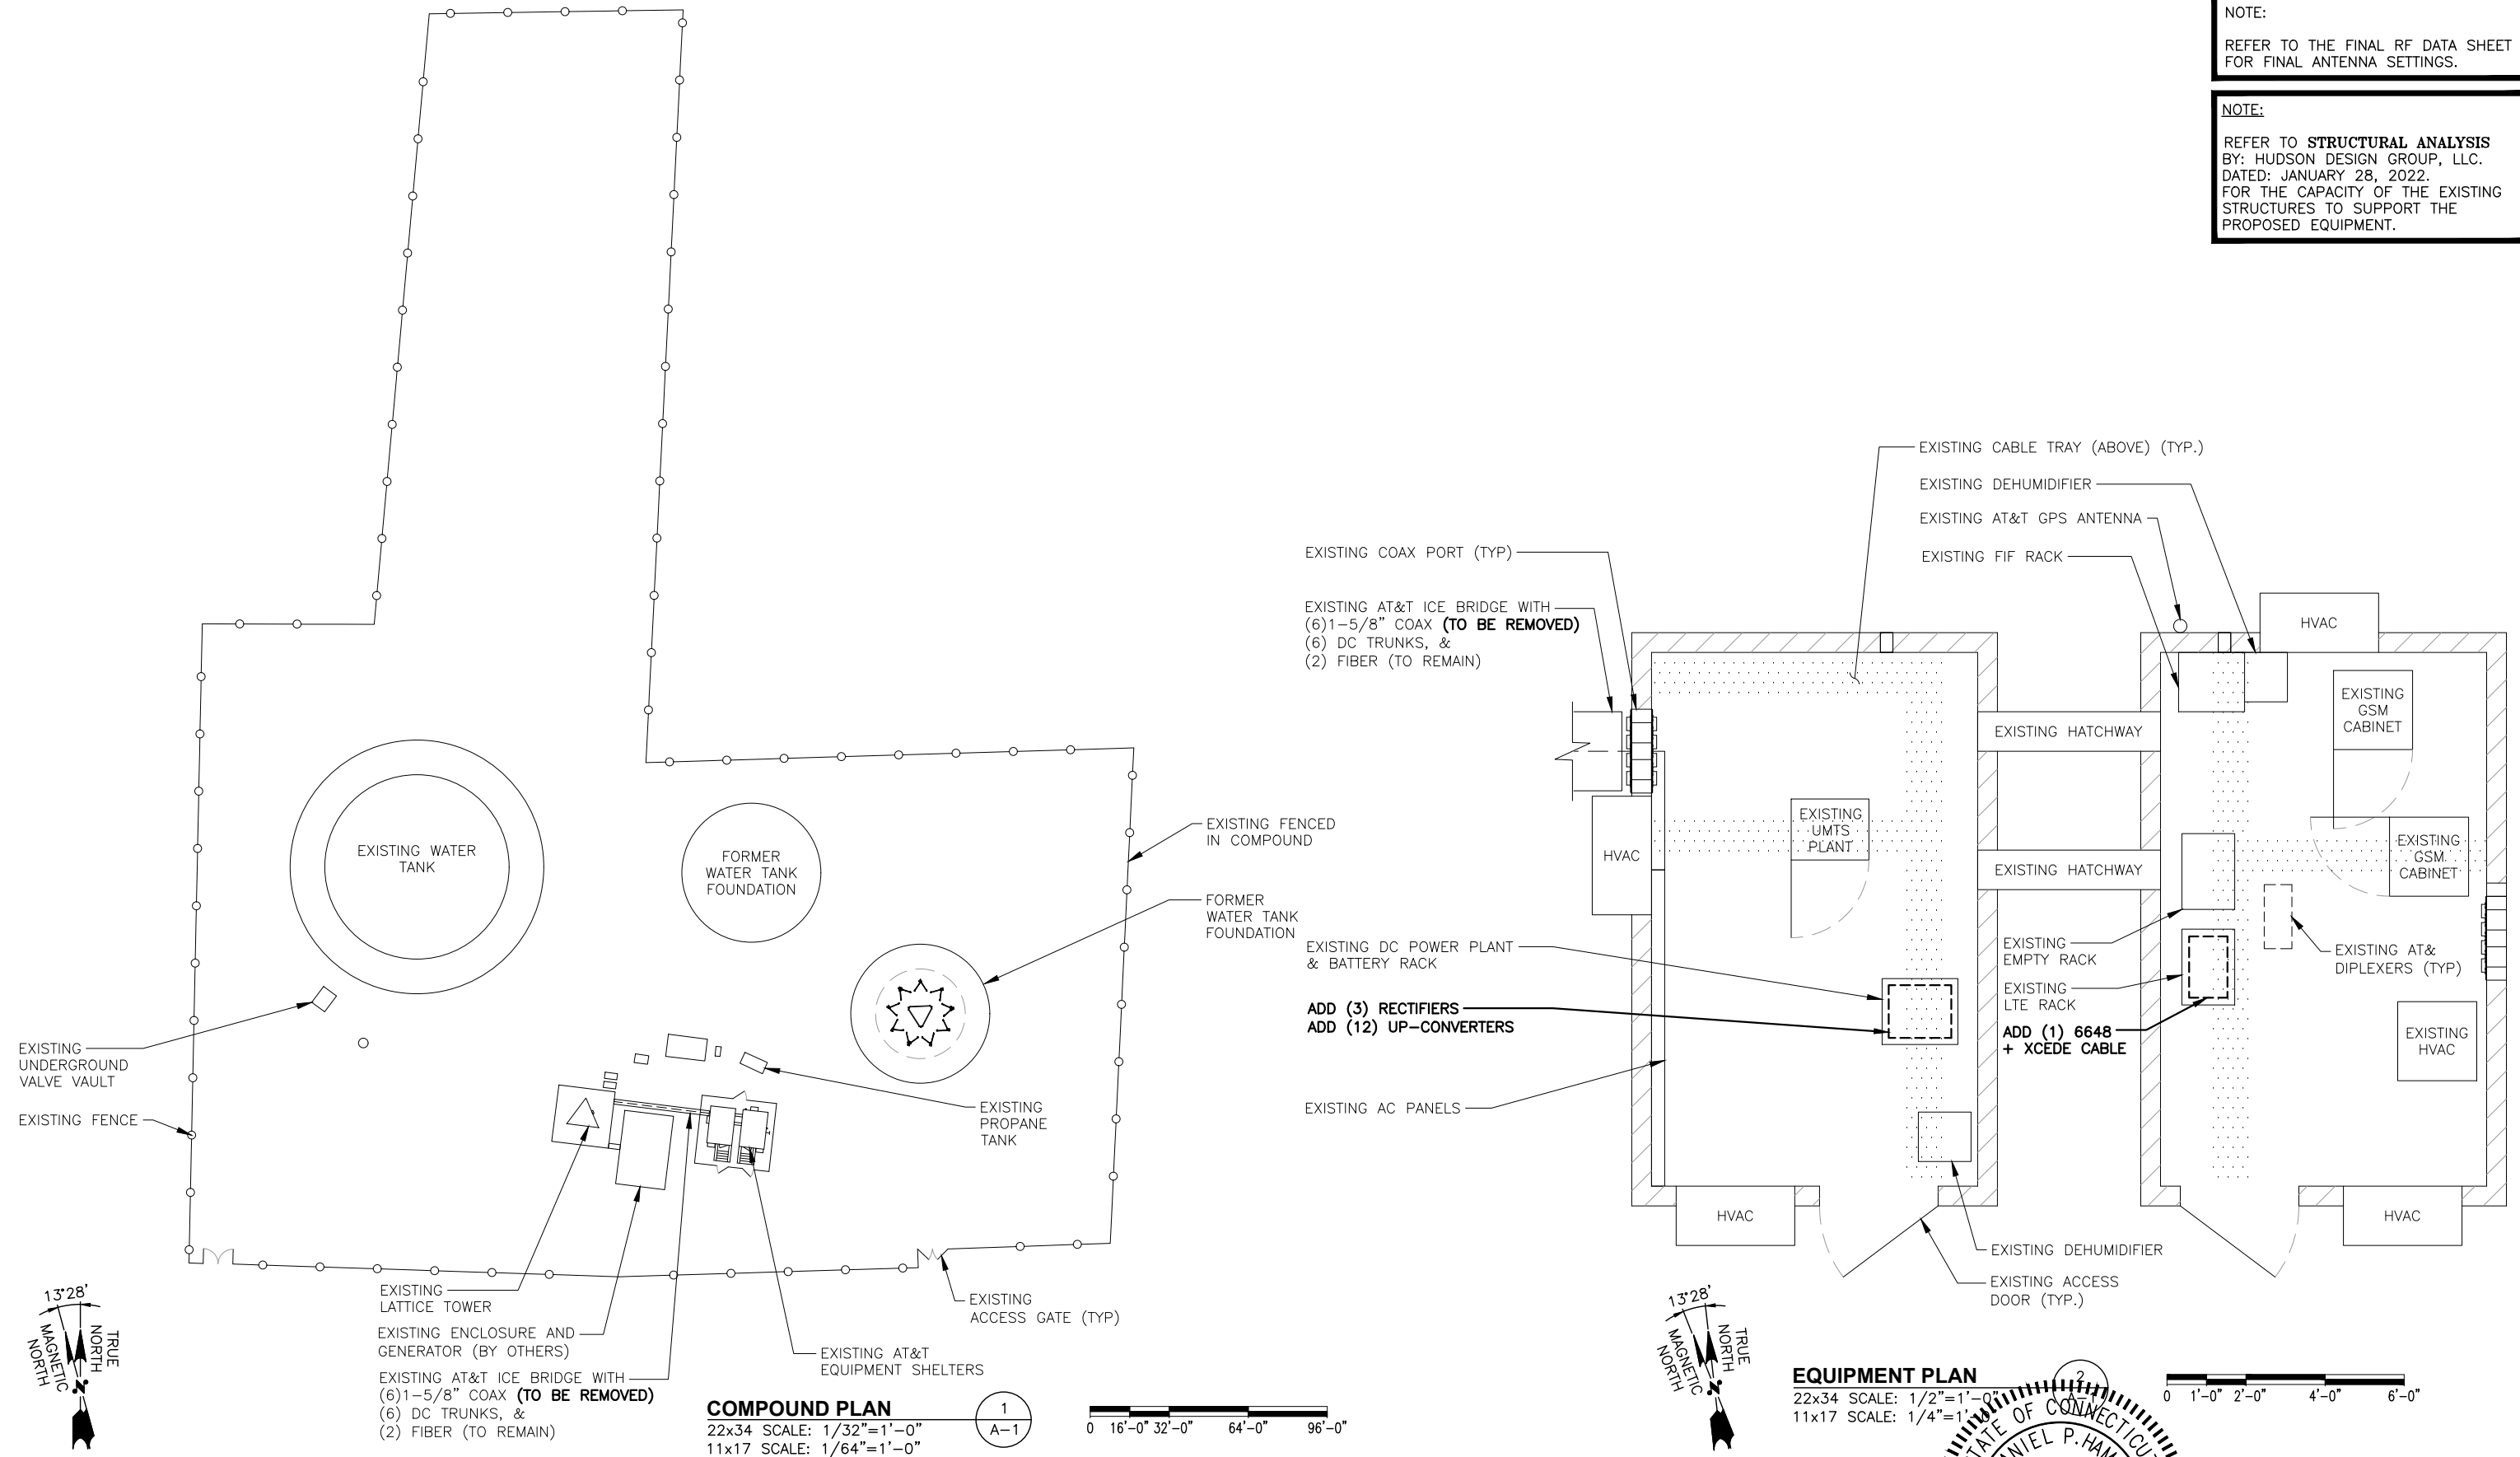 NOTE:
REFER TO THE FINAL RF DATA SHEET
FOR FINAL ANTENNA SETTINGS.
NOTE:
REFER TO STRUCTURAL ANALYSIS
BY: HUDSON DESIGN GROUP, LLC.
DATED: JANUARY 28, 2022.
FOR THE CAPACITY OF THE EXISTING
STRUCTURES TO SUPPORT THE
PROPOSED EQUIPMENT.
EXISTING WATER
TANK
FORMER
WATER TANK
FOUNDATION
EXISTING FENCED
IN COMPOUND
FORMER
WATER TANK
FOUNDATION
EXISTING
UNDERGROUND
VALVE VAULT
EXISTING FENCE
EXISTING
PROPANE
TANK
EXISTING
LATTICE TOWER
EXISTING ENCLOSURE AND
GENERATOR (BY OTHERS)
EXISTING AT&T ICE BRIDGE WITH
(6)1-5/8" COAX (TO BE REMOVED)
(6) DC TRUNKS, &
(2) FIBER (TO REMAIN)
EXISTING
ACCESS GATE (TYP)
EXISTING AT&T
EQUIPMENT SHELTERS
13°28'
MAGNETIC
NORTH
TRUE
NORTH
N
COMPOUND PLAN
22x34 SCALE: 1/32"=1'-0"
11x17 SCALE: 1/64"=1'-0"
1
A-1
0 16'-0" 32'-0" 64'-0" 96'-0"
EXISTING CABLE TRAY (ABOVE) (TYP.)
EXISTING DEHUMIDIFIER
EXISTING AT&T GPS ANTENNA
EXISTING FIF RACK
EXISTING COAX PORT (TYP)
EXISTING AT&T ICE BRIDGE WITH
(6)1-5/8" COAX (TO BE REMOVED)
(6) DC TRUNKS, &
(2) FIBER (TO REMAIN)
HVAC
EXISTING
GSM
CABINET
EXISTING HATCHWAY
EXISTING
UMTS
PLANT
HVAC
EXISTING HATCHWAY
EXISTING
GSM
CABINET
EXISTING DC POWER PLANT
& BATTERY RACK
ADD (3) RECTIFIERS
ADD (12) UP-CONVERTERS
EXISTING
EMPTY RACK
EXISTING
LTE RACK
ADD (1) 6648
+ XCEDE CABLE
EXISTING AT&
DIPLEXERS (TYP)
EXISTING
HVAC
EXISTING AC PANELS
HVAC
HVAC
EXISTING DEHUMIDIFIER
EXISTING ACCESS
DOOR (TYP.)
13°28'
MAGNETIC
NORTH
TRUE
NORTH
N
EQUIPMENT PLAN
22x34 SCALE: 1/2"=1'-0"
11x17 SCALE: 1/4"=1'-0"
2
A-1
0 1'-0" 2'-0" 4'-0" 6'-0"
OF
P.